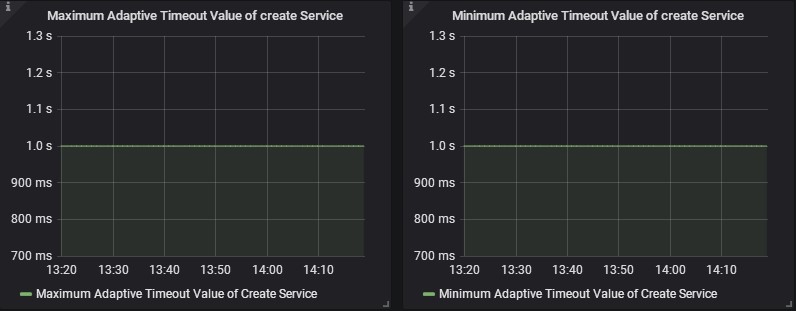 Maximum Adaptive Timeout Value of create Service
1.3 s
1.2 s
1.1 s
1.0 s
900 ms
800 ms
700 ms
13:20 13:30 13:40 13:50 14:00 14:10
Maximum Adaptive Timeout Value of Create Service
Minimum Adaptive Timeout Value of create Service
1.3 s
1.2 s
1.1 s
1.0 s
900 ms
800 ms
700 ms
13:20 13:30 13:40 13:50 14:00 14:10
Minimum Adaptive Timeout Value of Create Service